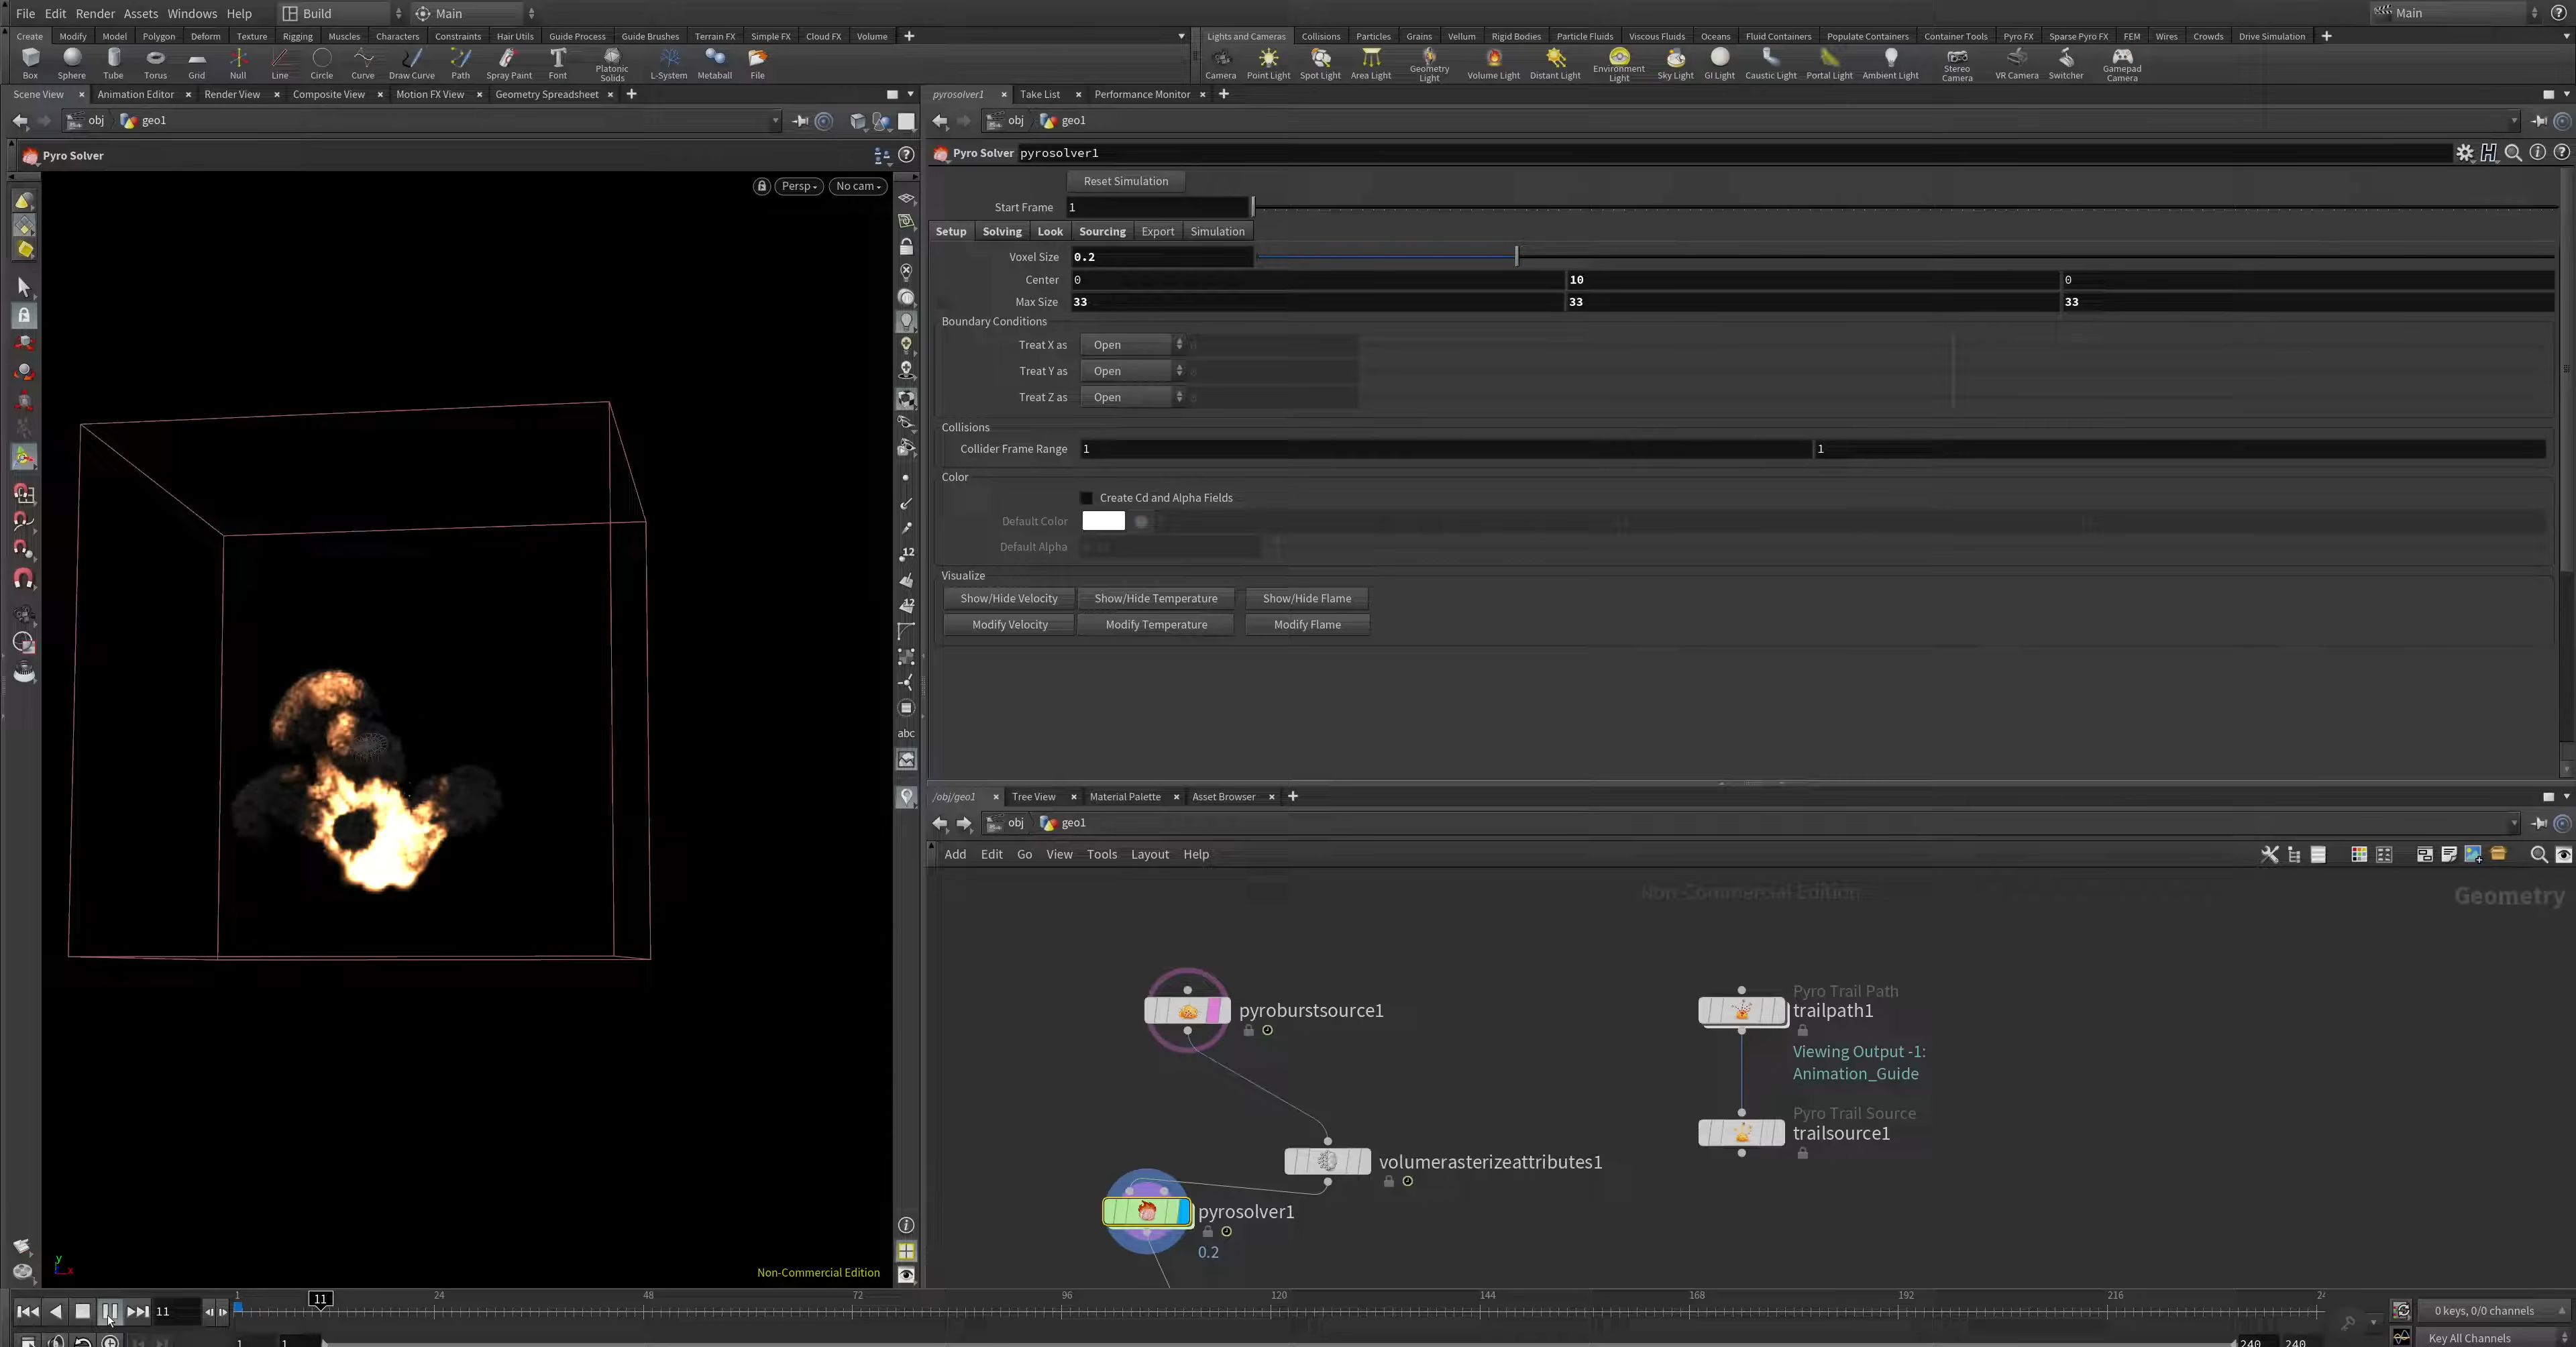 File Edit Render Assets Windows Help Build Main Main
Create Modify Model Polygon Deform Texture Rigging Muscles Characters Constraints Hair Utils Guide Process Guide Brushes Terrain FX Simple FX Cloud FX Volume
Lights and Cameras Collisions Particles Grains Vellum Rigid Bodies Particle Fluids Viscous Fluids Oceans Fluid Containers Populate Containers Container Tools Pyro FX Sparse Pyro FX FEM Wires Crowds Drive Simulation
Box Sphere Tube Torus Grid Null Line Circle Curve Draw Curve Path Spray Paint Font Platonic Solids L-System Metaball File
Camera Point Light Spot Light Area Light Geometry Light Volume Light Distant Light Environment Light Sky Light GI Light Caustic Light Portal Light Ambient Light Stereo Camera VR Camera Switcher Gamepad Camera
Scene View Animation Editor Render View Composite View Motion FX View Geometry Spreadsheet
pyrosolver1 Take List Performance Monitor
obj geo1
obj geo1
Pyro Solver
Pyro Solver pyrosolver1
Persp No cam
Reset Simulation
Start Frame 1
Setup Solving Look Sourcing Export Simulation
Voxel Size 0.2
Center 0 10 0
Max Size 33 33 33
Boundary Conditions
Treat X as Open
Treat Y as Open
Treat Z as Open
Collisions
Collider Frame Range 1 1
Color
Create Cd and Alpha Fields
Default Color
Default Alpha
Visualize
Show/Hide Velocity Show/Hide Temperature Show/Hide Flame
Modify Velocity Modify Temperature Modify Flame
12
12
abc
/obj/geo1 Tree View Material Palette Asset Browser
obj geo1
Add Edit Go View Tools Layout Help
Non-Commercial Edition
Geometry
pyroburstsource1
Pyro Trail Path
trailpath1
Viewing Output -1:
Animation_Guide
Pyro Trail Source
trailsource1
volumerasterizeattributes1
pyrosolver1
0.2
y
x
Non-Commercial Edition
11
1 11 24 48 72 96 120 144 168 192 216
0 keys, 0/0 channels
1 1 240 240
Key All Channels